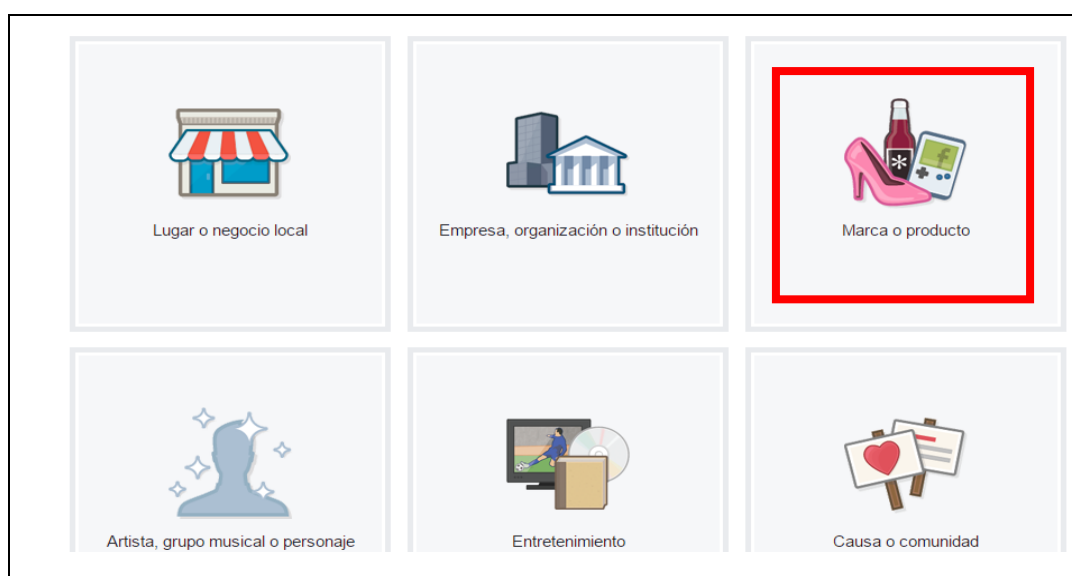 Lugar o negocio local
Empresa, organización o institución
Marca o producto
Artista, grupo musical o personaje
Entretenimiento
Causa o comunidad